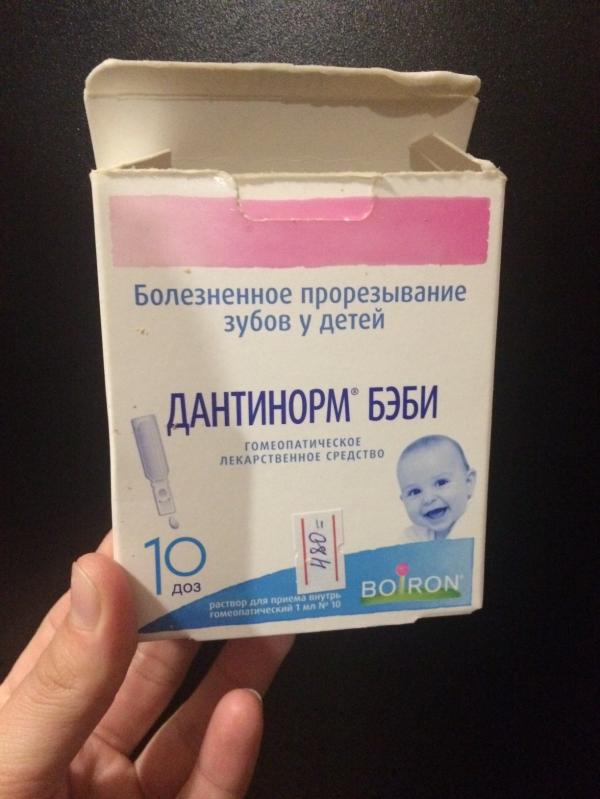 Болезненное прорезывание
зубов у детей
ДАНТИНОРМ® БЭБИ
ГОМЕОПАТИЧЕСКОЕ
ЛЕКАРСТВЕННОЕ СРЕДСТВО
480=
10
ДОЗ
BOIRON®
раствор для приема внутрь
гомеопатический 1 мл № 10